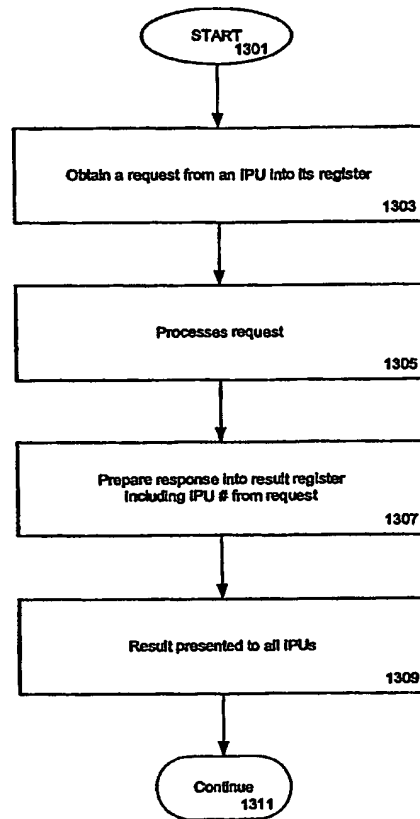 START
1301
Obtain a request from an IPU into its register
1303
Processes request
1305
Prepare response into result register
including IPU # from request
1307
Result presented to all IPUs
1309
Continue
1311